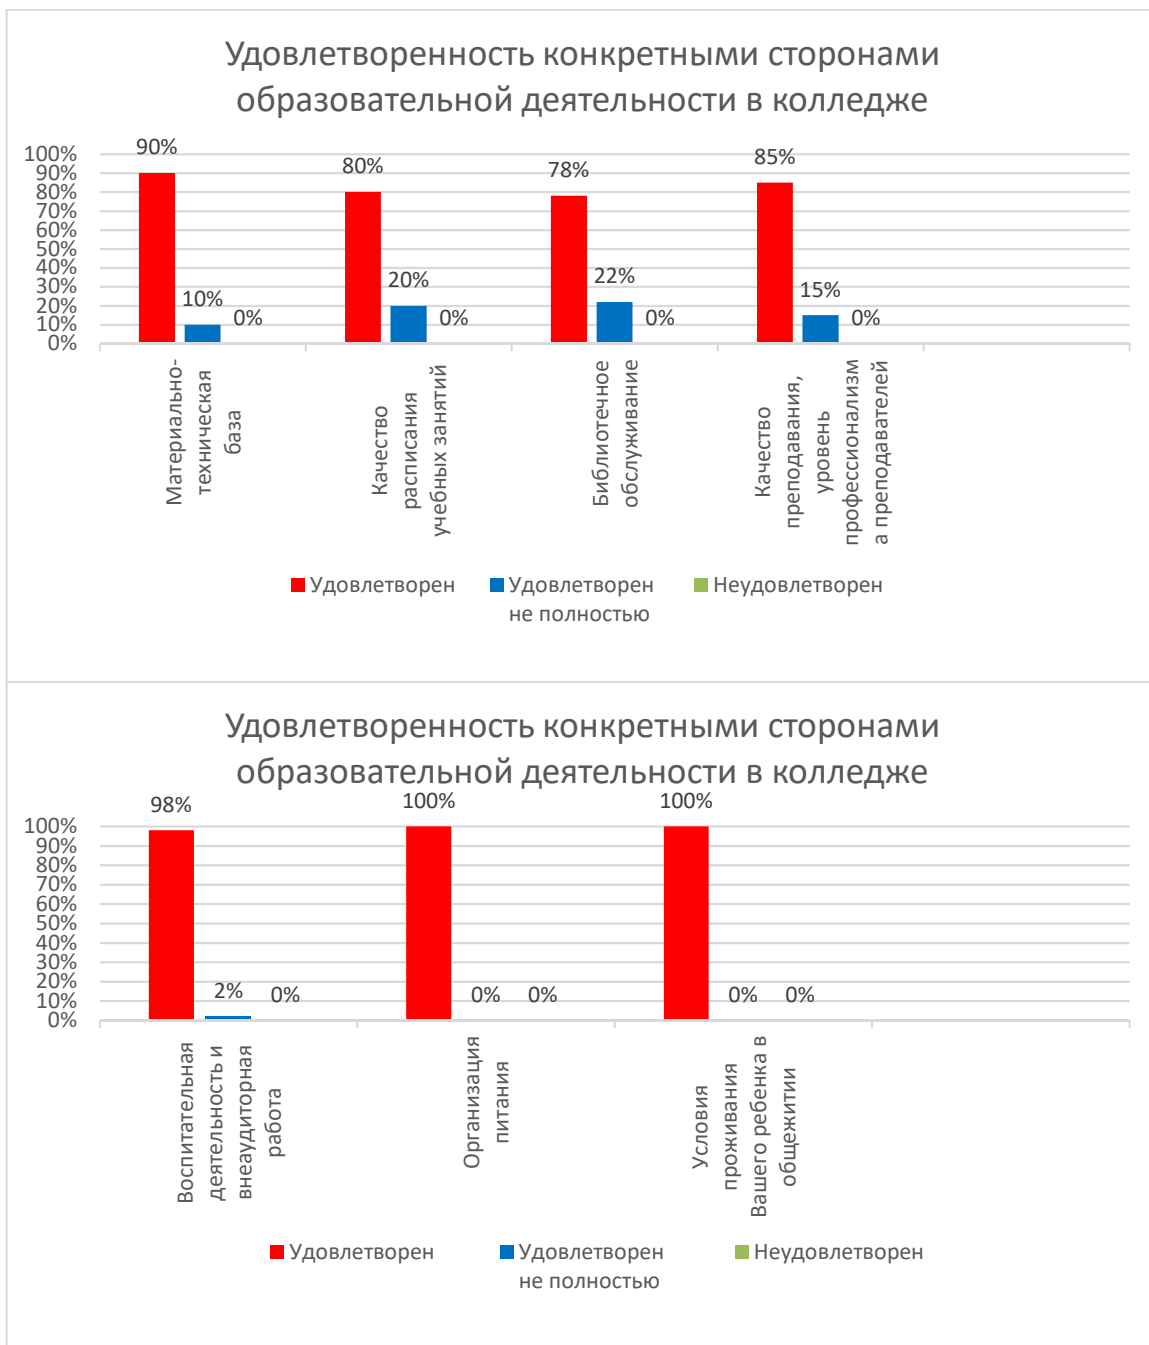 Удовлетворенность конкретными сторонами
образовательной деятельности в колледже
100%
90%
80%
70%
60%
50%
40%
30%
20%
10%
0%
90%
10%
0%
80%
20%
0%
78%
22%
0%
85%
15%
0%
Материально-
техническая
база
Качество
расписания
учебных занятий
Библиотечное
обслуживание
Качество
преподавания,
уровень
профессионализм
а преподавателей
Удовлетворен
Удовлетворен
не полностью
Неудовлетворен
Удовлетворенность конкретными сторонами
образовательной деятельности в колледже
100%
90%
80%
70%
60%
50%
40%
30%
20%
10%
0%
98%
2%
0%
100%
0%
0%
100%
0%
0%
Воспитательная
деятельность и
внеаудиторная
работа
Организация
питания
Условия
проживания
Вашего ребенка в
общежитии
Удовлетворен
Удовлетворен
не полностью
Неудовлетворен